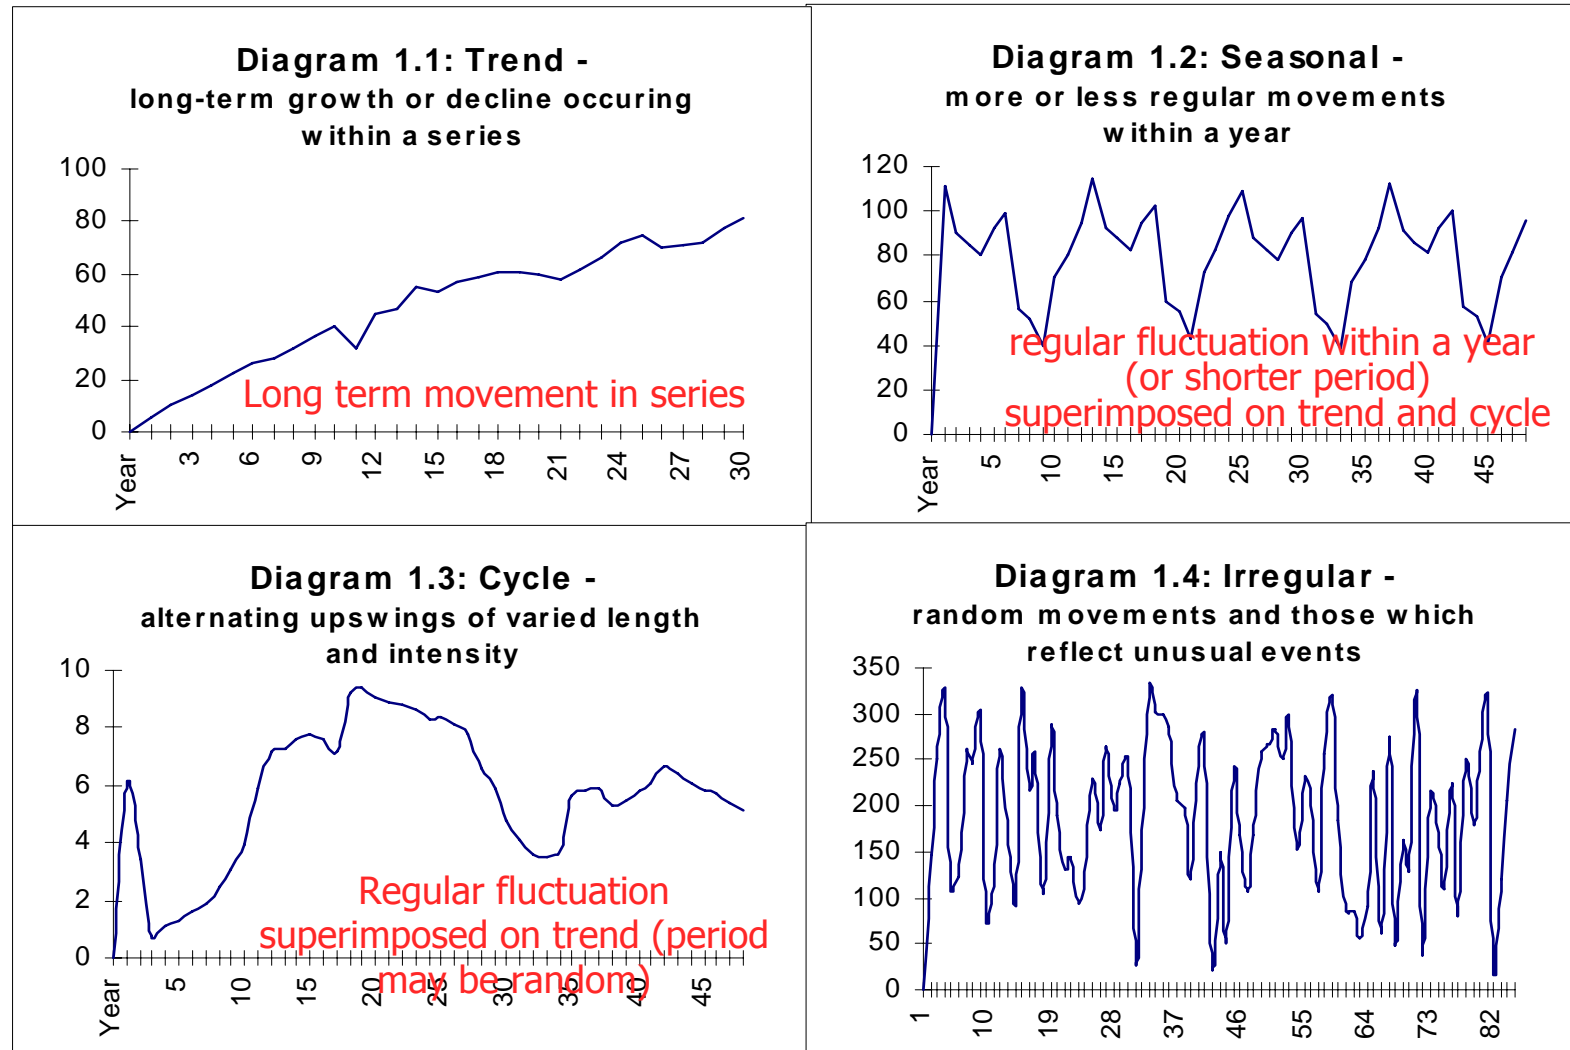 Diagram 1.1: Trend -
long-term growth or decline occuring
within a series
100
80
60
40
20
0
Year
3
6
9
12
15
18
21
24
27
30
Long term movement in series
Diagram 1.2: Seasonal -
more or less regular movements
within a year
120
100
80
60
40
20
0
Year
5
10
15
20
25
30
35
40
45
regular fluctuation within a year
(or shorter period)
superimposed on trend and cycle
Diagram 1.3: Cycle -
alternating upswings of varied length
and intensity
10
8
6
4
2
0
Year
5
10
15
20
25
30
35
40
45
Regular fluctuation
superimposed on trend (period
may be random)
Diagram 1.4: Irregular -
random movements and those which
reflect unusual events
350
300
250
200
150
100
50
0
1
10
19
28
37
46
55
64
73
82